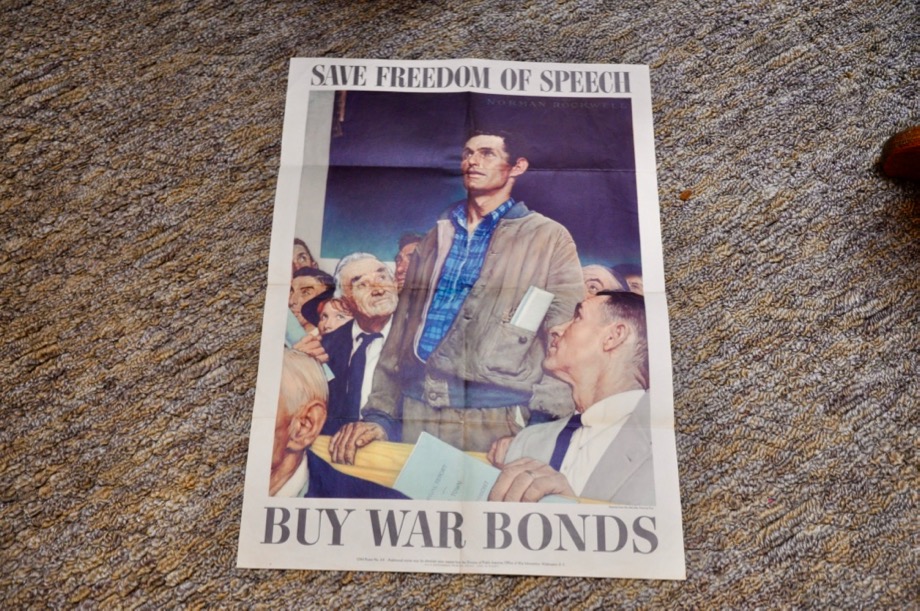 SAVE FREEDOM OF SPEECH
NORMAN ROCKWELL
BUY WAR BONDS